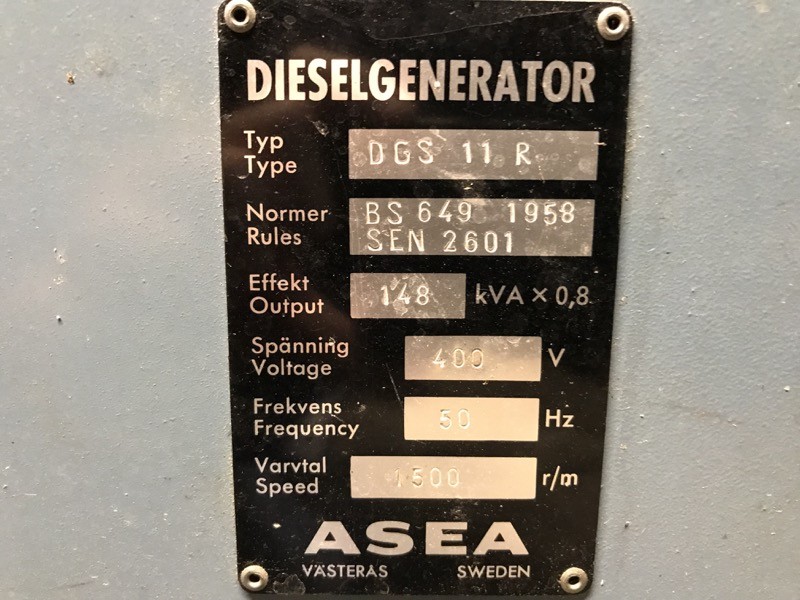 DIESELGENERATOR
Typ
Type
DGS 11 R
Normer
Rules
BS 649 1958
SEN 2601
Effekt
Output
148 kVA × 0,8
Spänning
Voltage
400 V
Frekvens
Frequency
50 Hz
Varvtal
Speed
1500 r/m
ASEA
VÄSTERÅS SWEDEN